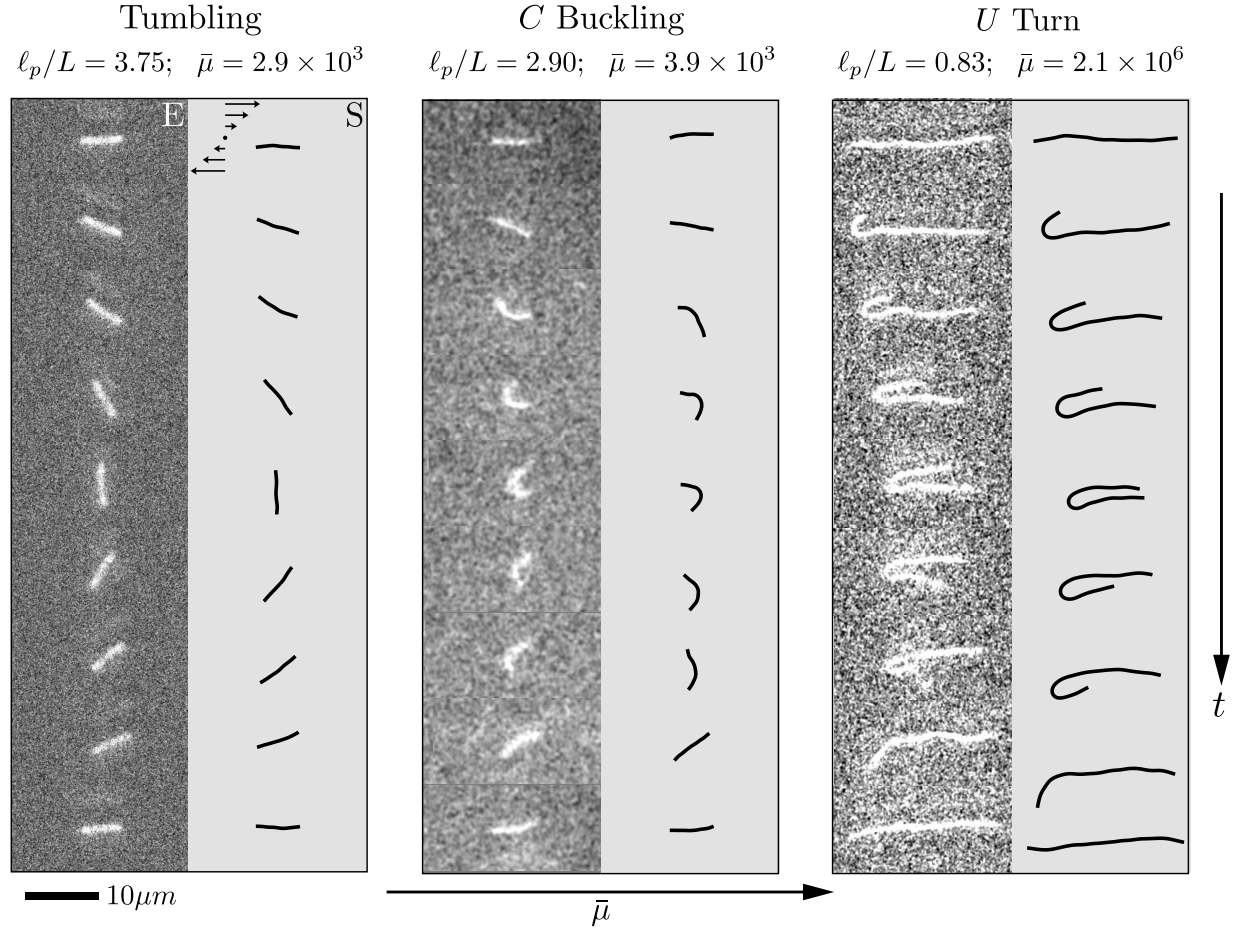 Tumbling
ℓp/L = 3.75; μ̄ = 2.9 × 10³
E
S
C Buckling
ℓp/L = 2.90; μ̄ = 3.9 × 10³
U Turn
ℓp/L = 0.83; μ̄ = 2.1 × 10⁶
t
10μm
μ̄